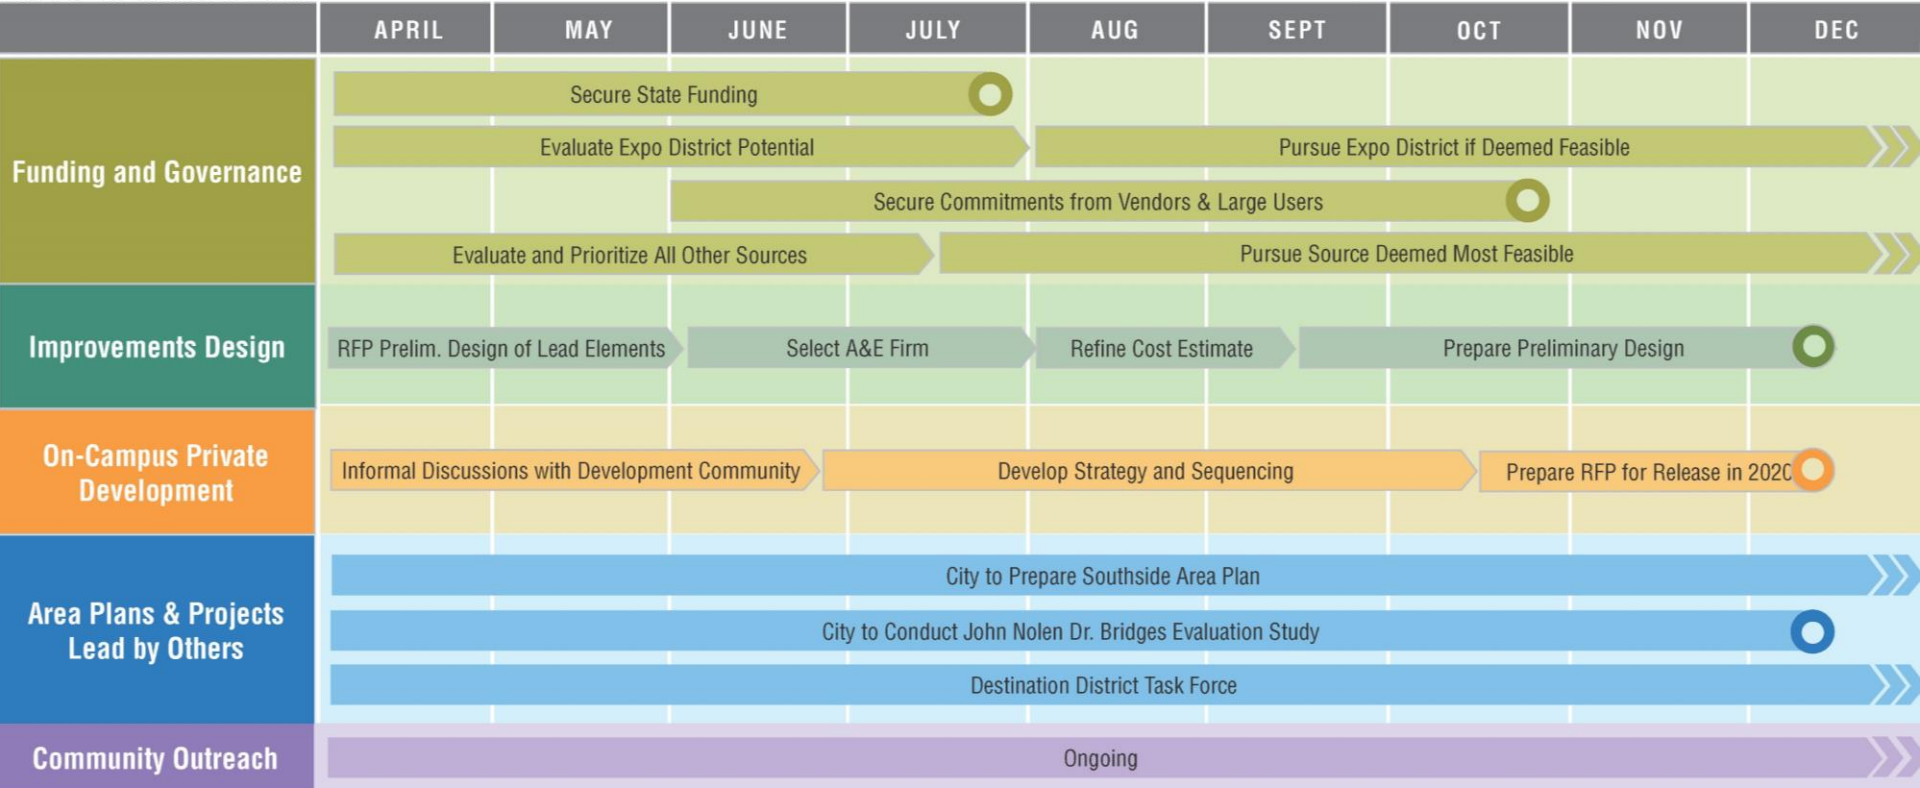 APRIL MAY JUNE JULY AUG SEPT OCT NOV DEC
Funding and Governance
Secure State Funding
Evaluate Expo District Potential
Pursue Expo District if Deemed Feasible
Secure Commitments from Vendors & Large Users
Evaluate and Prioritize All Other Sources
Pursue Source Deemed Most Feasible
Improvements Design
RFP Prelim. Design of Lead Elements
Select A&E Firm
Refine Cost Estimate
Prepare Preliminary Design
On-Campus Private
Development
Informal Discussions with Development Community
Develop Strategy and Sequencing
Prepare RFP for Release in 2020
Area Plans & Projects
Lead by Others
City to Prepare Southside Area Plan
City to Conduct John Nolen Dr. Bridges Evaluation Study
Destination District Task Force
Community Outreach
Ongoing